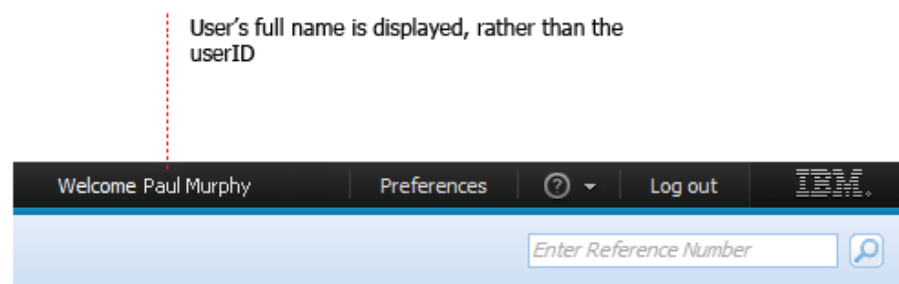 User's full name is displayed, rather than the
userID
Welcome Paul Murphy Preferences ? Log out IBM.
Enter Reference Number